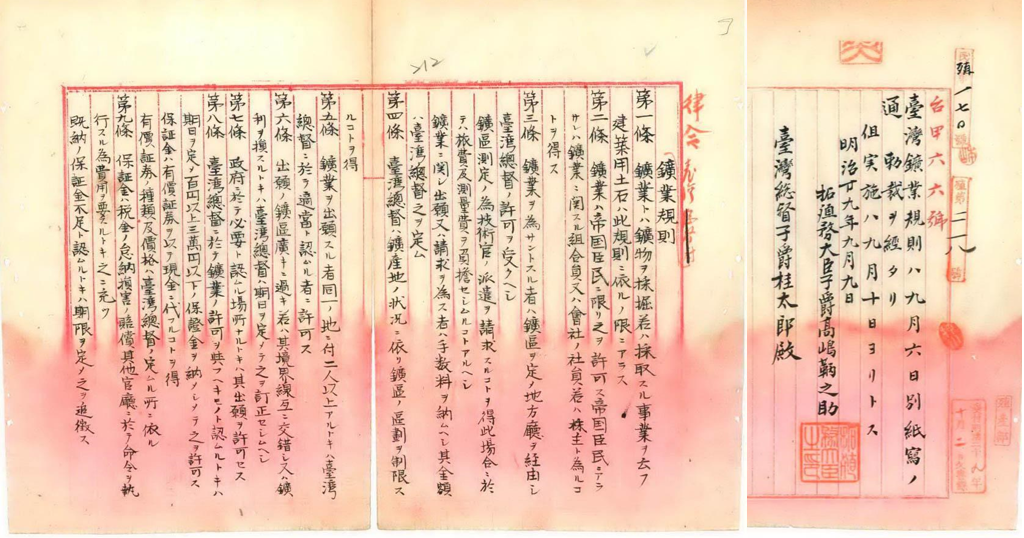 殖一七〇號
第二一八號
台甲六六號
臺灣鑛業規則ハ九月六日別紙寫ノ
通 勅裁ヲ経タリ
但実施ハ九月十日ヨリトス
明治廿九年九月九日
拓殖務大臣子爵高嶋鞆之助
臺灣総督子爵桂太郎殿
律令
鑛業規則
第一條 鑛業トハ鑛物ヲ採掘若ハ採取スル事業ヲ云フ
建築用土石ハ此規則ニ依ルノ限ニアラス
第二條 鑛業ハ帝国臣民ニ限リ之ヲ許可ス帝国臣民ニアラ
サレハ鑛業ニ関スル組合員又ハ會社ノ社員若ハ株主ト為ルコ
トヲ得ス
第三條 鑛業ヲ為サントスル者ハ鑛區ヲ定メ地方廳ヲ経由シ
臺湾總督ノ許可ヲ受クヘシ
鑛區測定ノ為技術官ノ派遣ヲ請求スルコトヲ得此場合ニ於
テハ旅費及測量費ヲ負擔セシムルコトアルヘシ
鑛業ニ関シ出願又ハ請求ヲ為ス者ハ手数料ヲ納ムヘシ其金額
ハ臺湾總督之ヲ定ム
第四條 臺湾總督ハ鑛産地ノ状況ニ依リ鑛區ノ區劃ヲ制限ス
ルコトヲ得
第五條 鑛業ヲ出願スル者同一ノ地ニ付二人以上アルトキハ臺湾
總督ニ於テ適當ト認ムル者ニ許可ス
第六條 出願ノ鑛區廣キニ過キ若ハ其境界線互ニ交錯シ又ハ鑛
利ヲ損スルトキハ臺湾總督ハ期日ヲ定メテ之ヲ訂正セシムヘシ
第七條 政府ニ於テ必要ト認ムル場所ナルトキハ其出願ヲ許可セス
第八條 臺湾總督ニ於テ鑛業ノ許可ヲ與フヘキモノト認ムルトキハ
期日ヲ定メ百円以上三萬円以下ノ保證金ヲ納メシメテ之ヲ許可ス
保証金ハ有價証券ヲ以テ現金ニ代フルコトヲ得
有價証券ノ種類及價格ハ臺湾總督ノ定ムル所ニ依ル
第九條 保証金ハ税金ノ怠納損害ノ賠償其他官廳ニ於テ命令ヲ執
行スル為費用ヲ要スルトキ之ニ充ツ
既納ノ保証金不足ト認ムルトキハ期限ヲ定メ之ヲ追徴ス